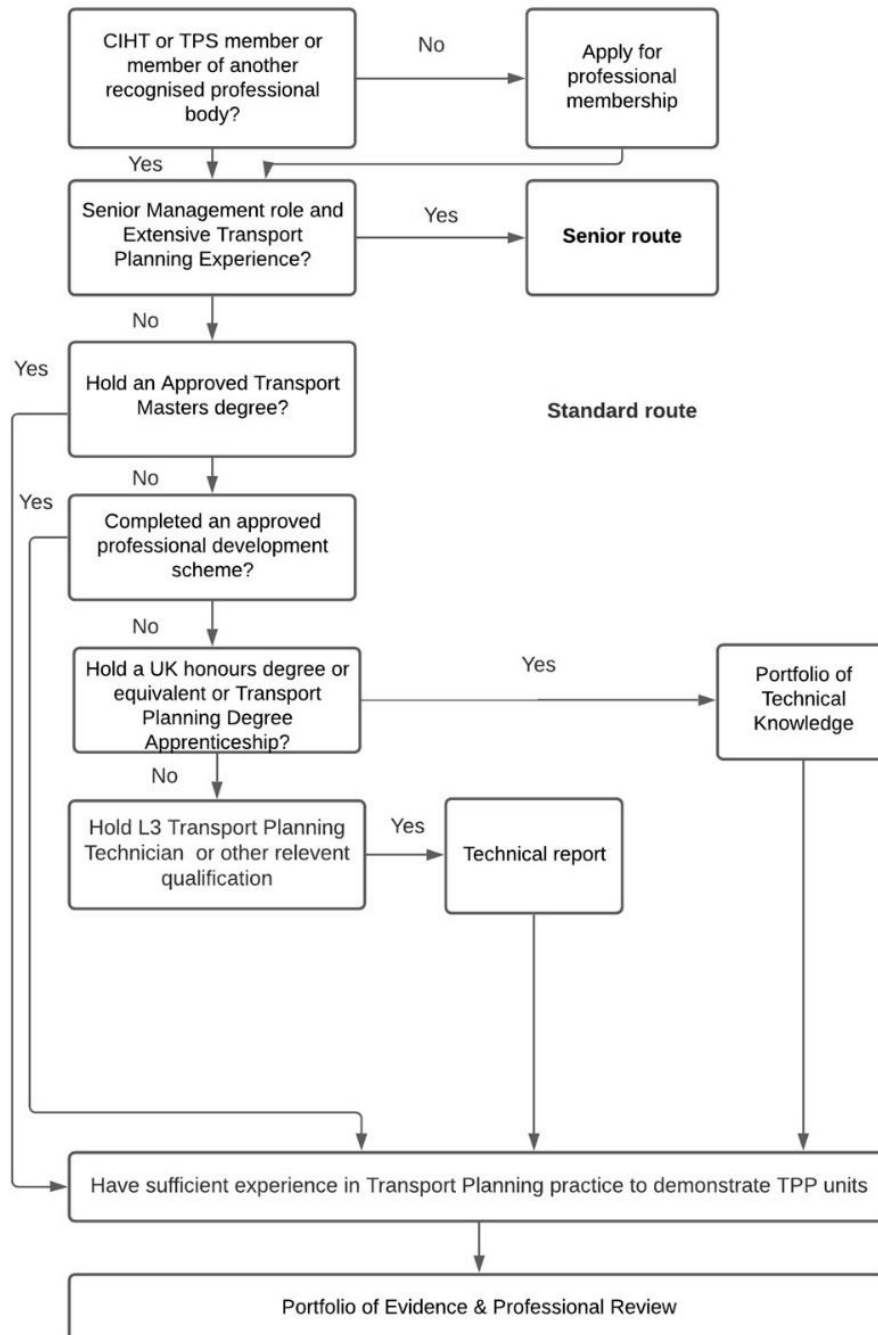 CIHT or TPS member or
member of another
recognised professional
body?
No
Apply for
professional
membership
Yes
Senior Management role and
Extensive Transport
Planning Experience?
Yes
Senior route
No
Yes
Hold an Approved Transport
Masters degree?
Standard route
No
Yes
Completed an approved
professional development
scheme?
No
Hold a UK honours degree or
equivalent or Transport
Planning Degree
Apprenticeship?
Yes
Portfolio of
Technical
Knowledge
No
Hold L3 Transport Planning
Technician or other relevent
qualification
Yes
Technical report
Have sufficient experience in Transport Planning practice to demonstrate TPP units
Portfolio of Evidence & Professional Review